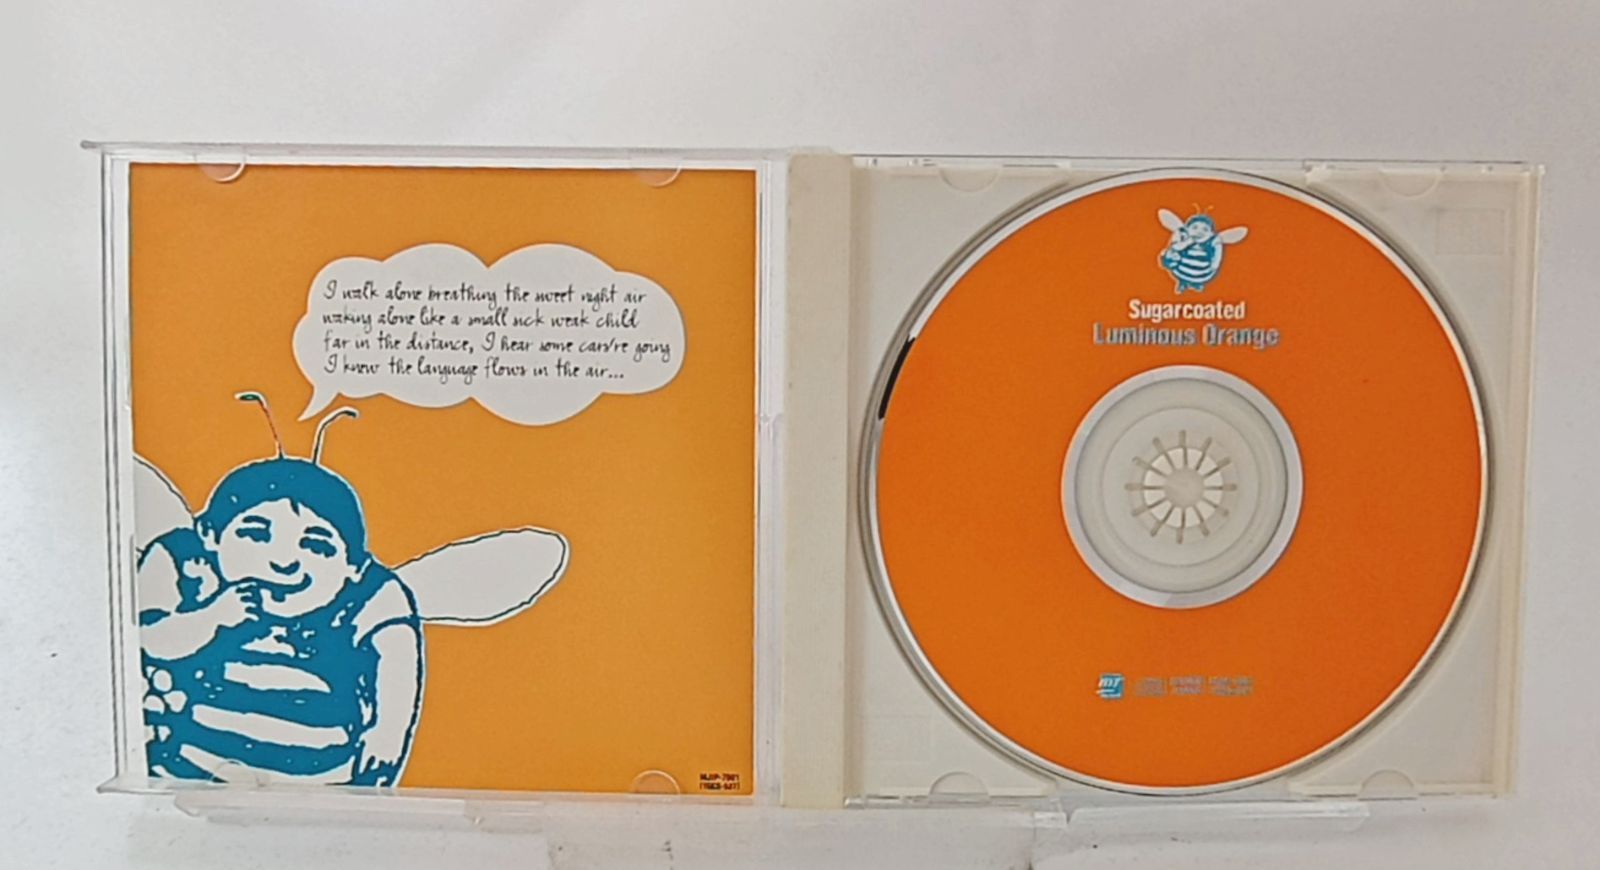 I walk alone breathing the sweet night air
waking alone like a small sick weak child
far in the distance, I hear some cars're going
I knew the language flows in the air...
Sugarcoated
Luminous Orange